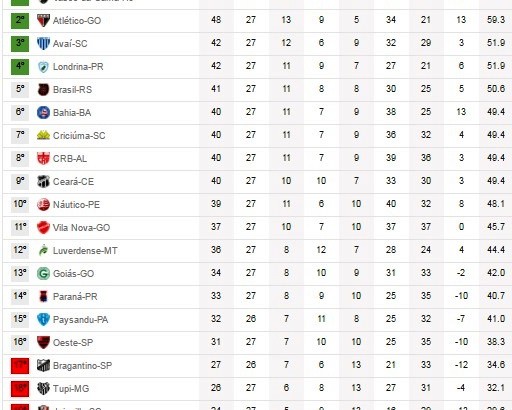 2º Atlético-GO 48 27 13 9 5 34 21 13 59.3
3º Avaí-SC 42 27 12 6 9 32 29 3 51.9
4º Londrina-PR 42 27 11 9 7 27 21 6 51.9
5º Brasil-RS 41 27 11 8 8 30 25 5 50.6
6º Bahia-BA 40 27 11 7 9 38 25 13 49.4
7º Criciúma-SC 40 27 11 7 9 36 32 4 49.4
8º CRB-AL 40 27 11 7 9 39 36 3 49.4
9º Ceará-CE 40 27 10 10 7 33 30 3 49.4
10º Náutico-PE 39 27 11 6 10 40 32 8 48.1
11º Vila Nova-GO 37 27 10 7 10 37 37 0 45.7
12º Luverdense-MT 36 27 8 12 7 28 24 4 44.4
13º Goiás-GO 34 27 8 10 9 31 33 -2 42.0
14º Paraná-PR 33 27 8 9 10 25 35 -10 40.7
15º Paysandu-PA 32 26 7 11 8 25 32 -7 41.0
16º Oeste-SP 31 27 7 10 10 25 35 -10 38.3
17º Bragantino-SP 27 26 7 6 13 21 33 -12 34.6
18º Tupi-MG 26 27 6 8 13 27 31 -4 32.1